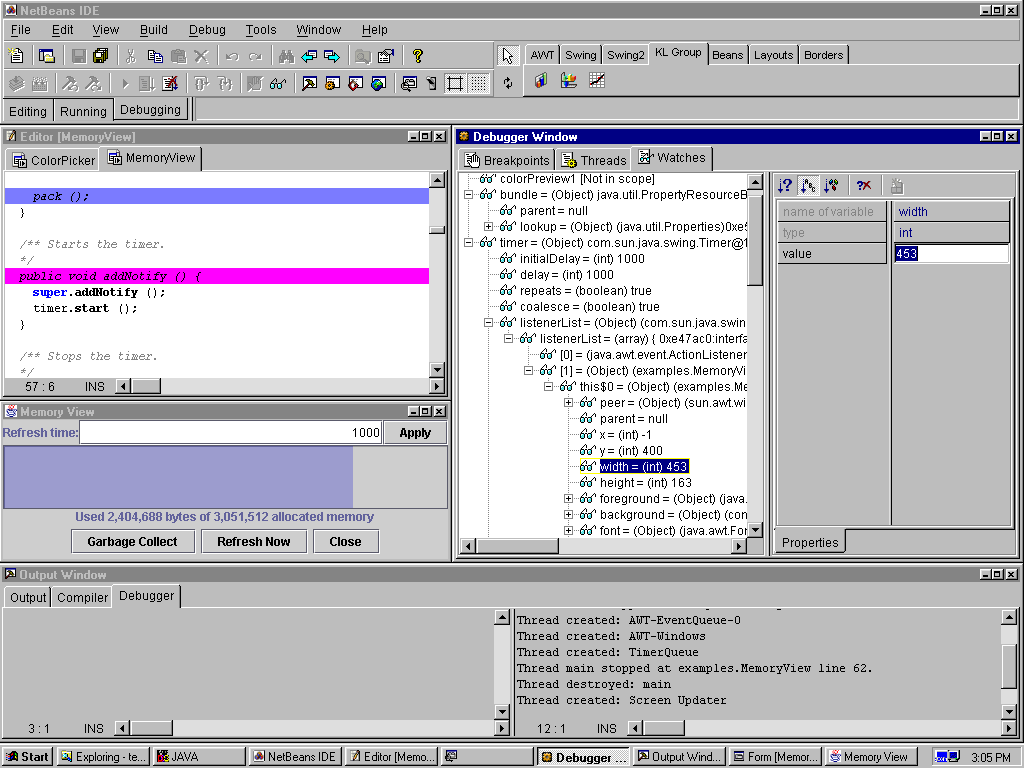 NetBeans IDE
File Edit View Build Debug Tools Window Help
AWT Swing Swing2 KL Group Beans Layouts Borders
Editing Running Debugging
Editor [MemoryView]
ColorPicker MemoryView
pack ();
}
/** Starts the timer.
*/
public void addNotify () {
super.addNotify ();
timer.start ();
}
/** Stops the timer.
*/
57 : 6 INS
Memory View
Refresh time: 1000 Apply
Used 2,404,688 bytes of 3,051,512 allocated memory
Garbage Collect Refresh Now Close
Debugger Window
Breakpoints Threads Watches
colorPreview1 [Not in scope]
bundle = (Object) java.util.PropertyResourceB
parent = null
lookup = (Object) (java.util.Properties)0xe5
timer = (Object) com.sun.java.swing.Timer@1
initialDelay = (int) 1000
delay = (int) 1000
repeats = (boolean) true
coalesce = (boolean) true
listenerList = (Object) (com.sun.java.swin
listenerList = (array) { 0xe47ac0:interfa
[0] = (java.awt.event.ActionListener
[1] = (Object) (examples.MemoryVi
this$0 = (Object) (examples.Me
peer = (Object) (sun.awt.wi
parent = null
x = (int) -1
y = (int) 400
width = (int) 453
height = (int) 163
foreground = (Object) (java.
background = (Object) (con
font = (Object) (java.awt.For
name of variable width
type int
value 453
Properties
Output Window
Output Compiler Debugger
3 : 1 INS
Thread created: AWT-EventQueue-0
Thread created: AWT-Windows
Thread created: TimerQueue
Thread main stopped at examples.MemoryView line 62.
Thread destroyed: main
Thread created: Screen Updater
12 : 1 INS
Start Exploring - te... JAVA NetBeans IDE Editor [Memo... Debugger ... Output Wind... Form [Memor... Memory View 3:05 PM